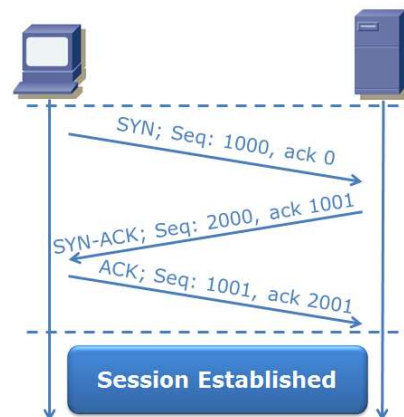 SYN; Seq: 1000, ack 0
SYN-ACK; Seq: 2000, ack 1001
ACK; Seq: 1001, ack 2001
Session Established